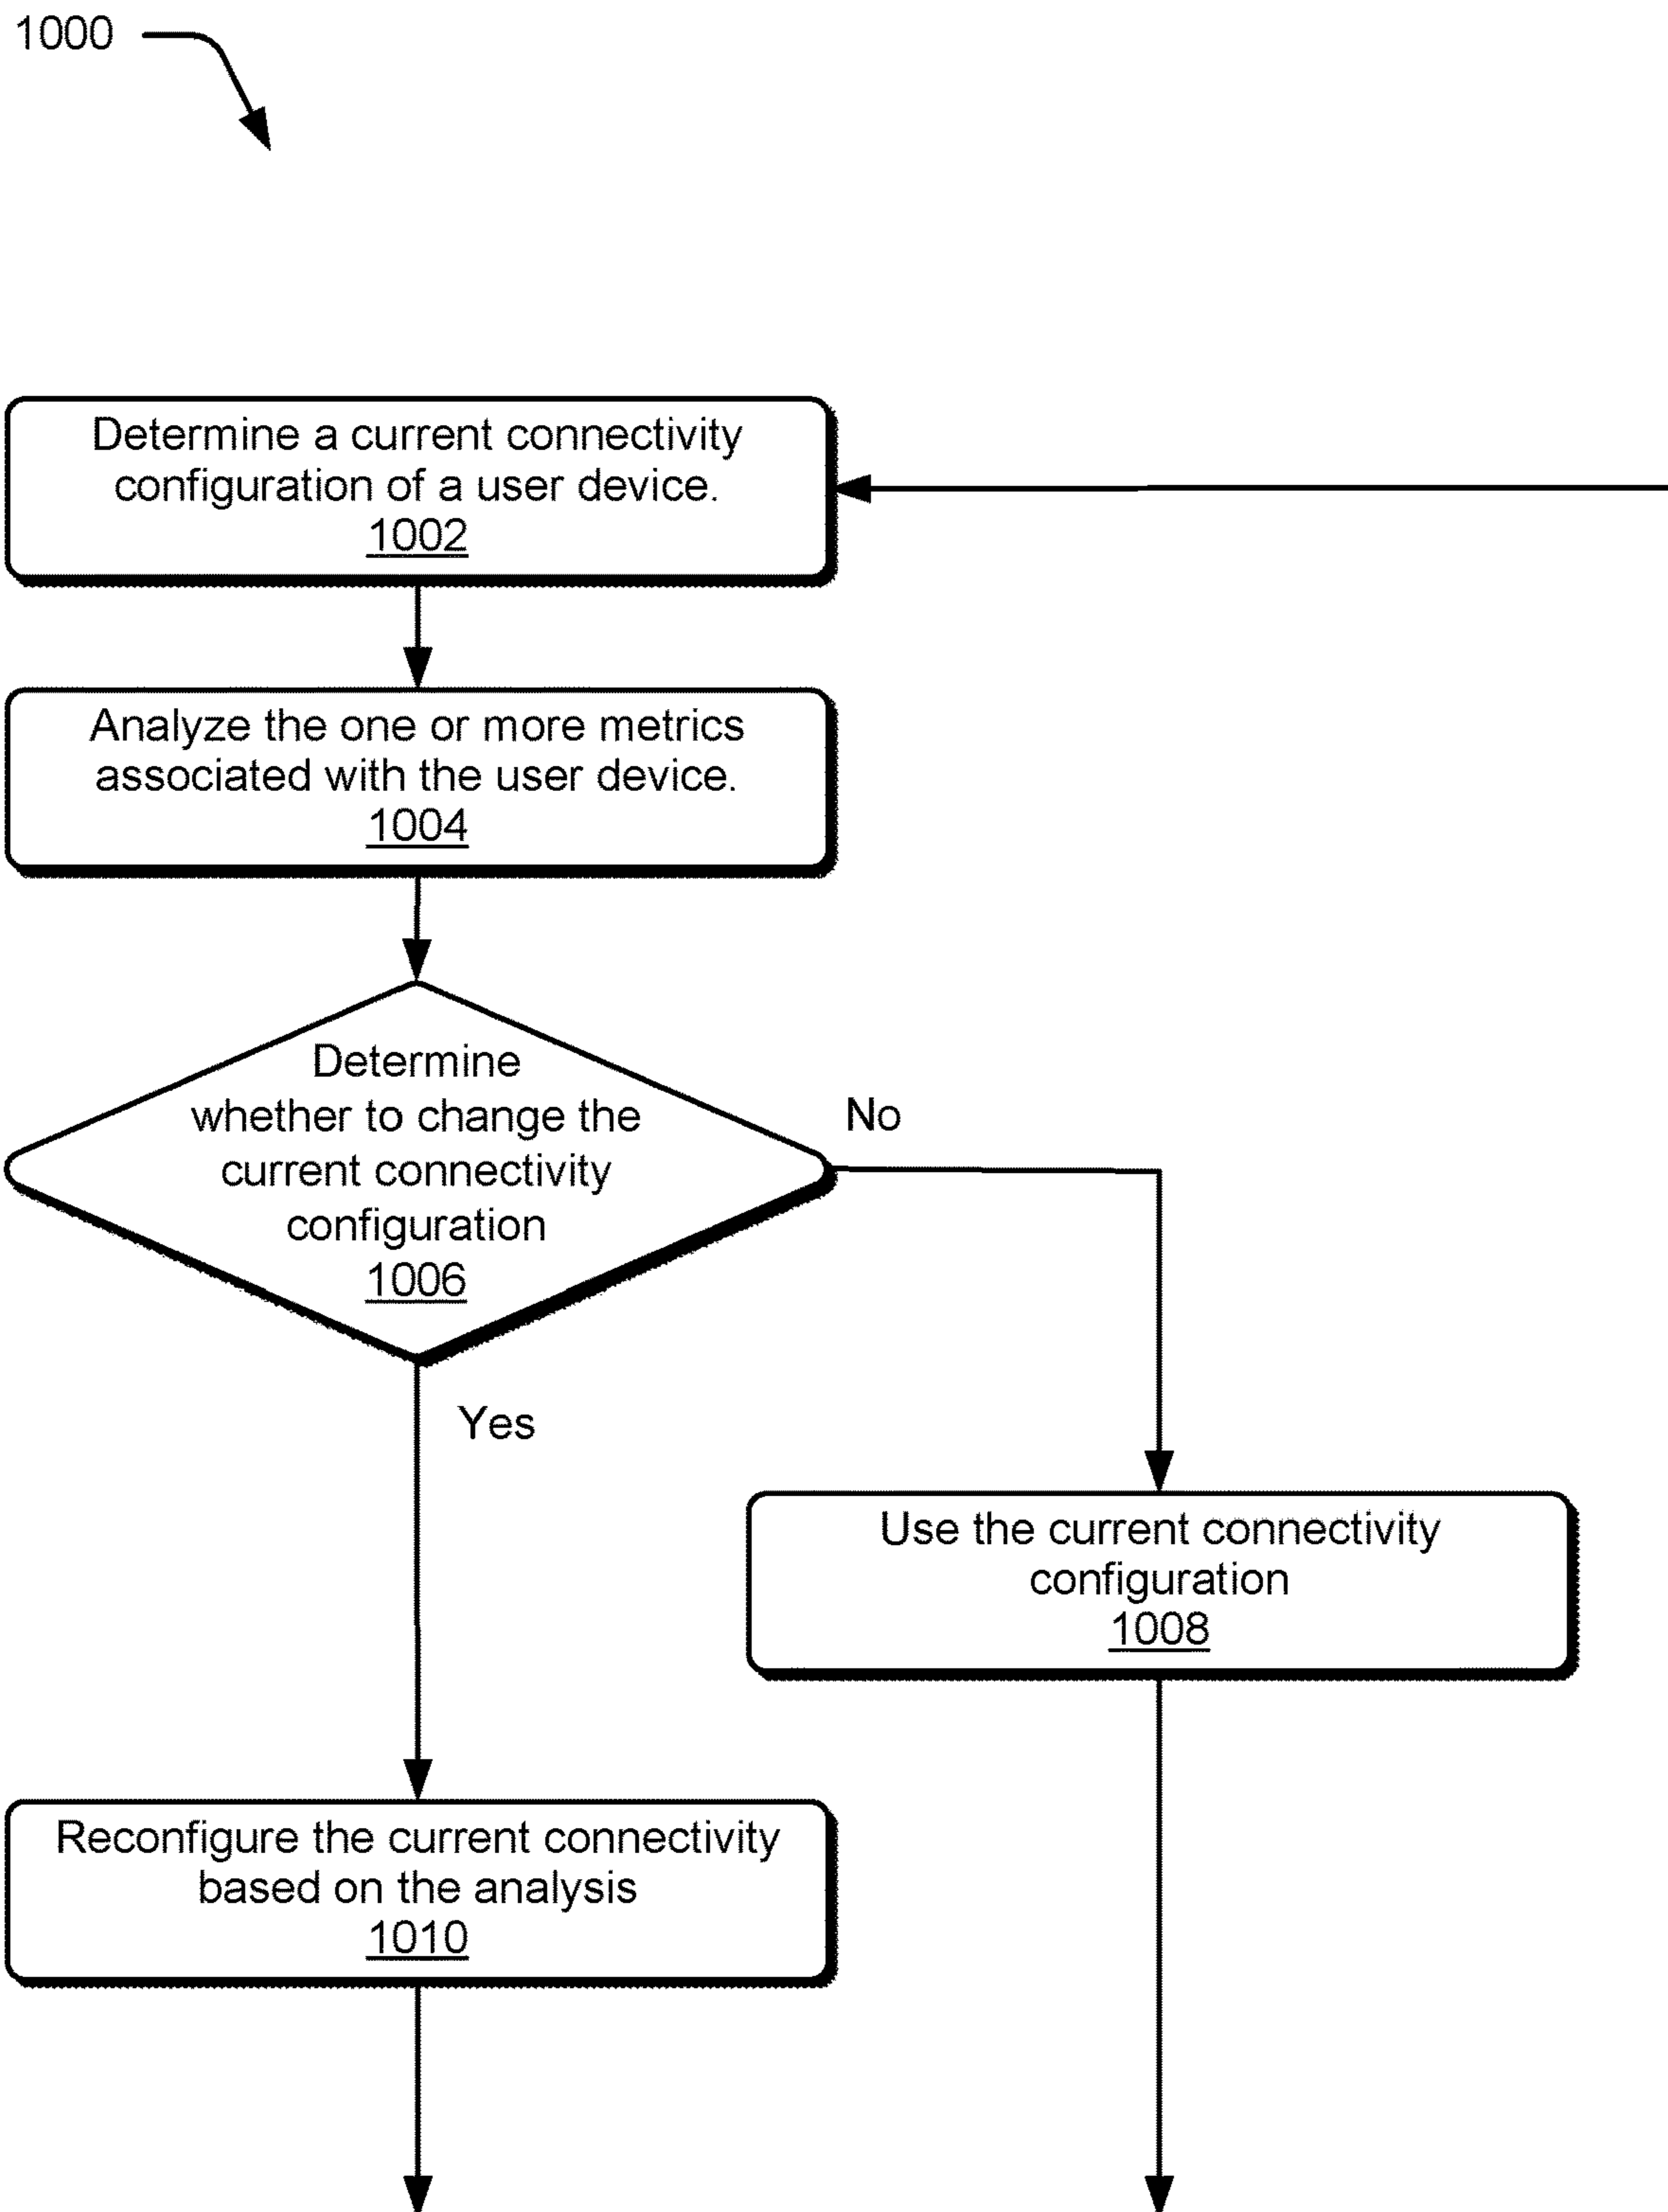 1000
Determine a current connectivity
configuration of a user device.
1002
Analyze the one or more metrics
associated with the user device.
1004
Determine
whether to change the
current connectivity
configuration
1006
No
Yes
Use the current connectivity
configuration
1008
Reconfigure the current connectivity
based on the analysis
1010